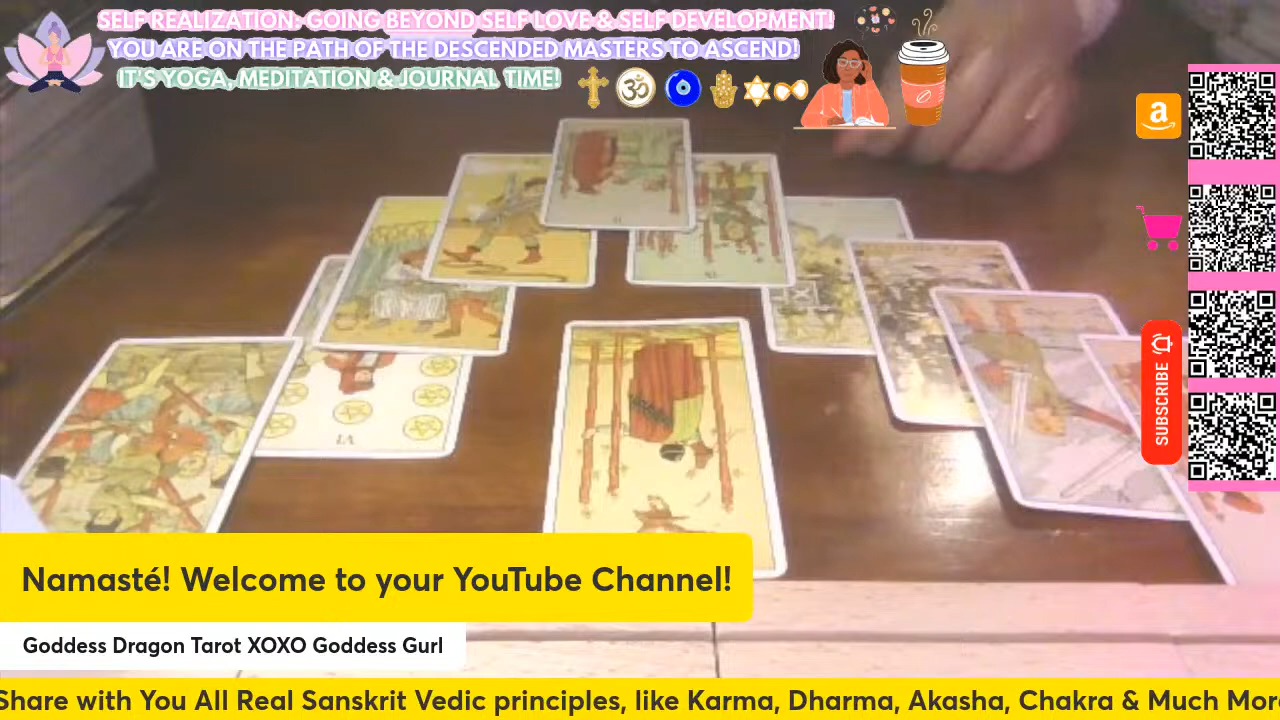 SELF REALIZATION: GOING BEYOND SELF LOVE & SELF DEVELOPMENT!
YOU ARE ON THE PATH OF THE DESCENDED MASTERS TO ASCEND!
IT'S YOGA, MEDITATION & JOURNAL TIME!
ॐ
a
SUBSCRIBE
VI
Namasté! Welcome to your YouTube Channel!
Goddess Dragon Tarot XOXO Goddess Gurl
Share with You All Real Sanskrit Vedic principles, like Karma, Dharma, Akasha, Chakra & Much Mor